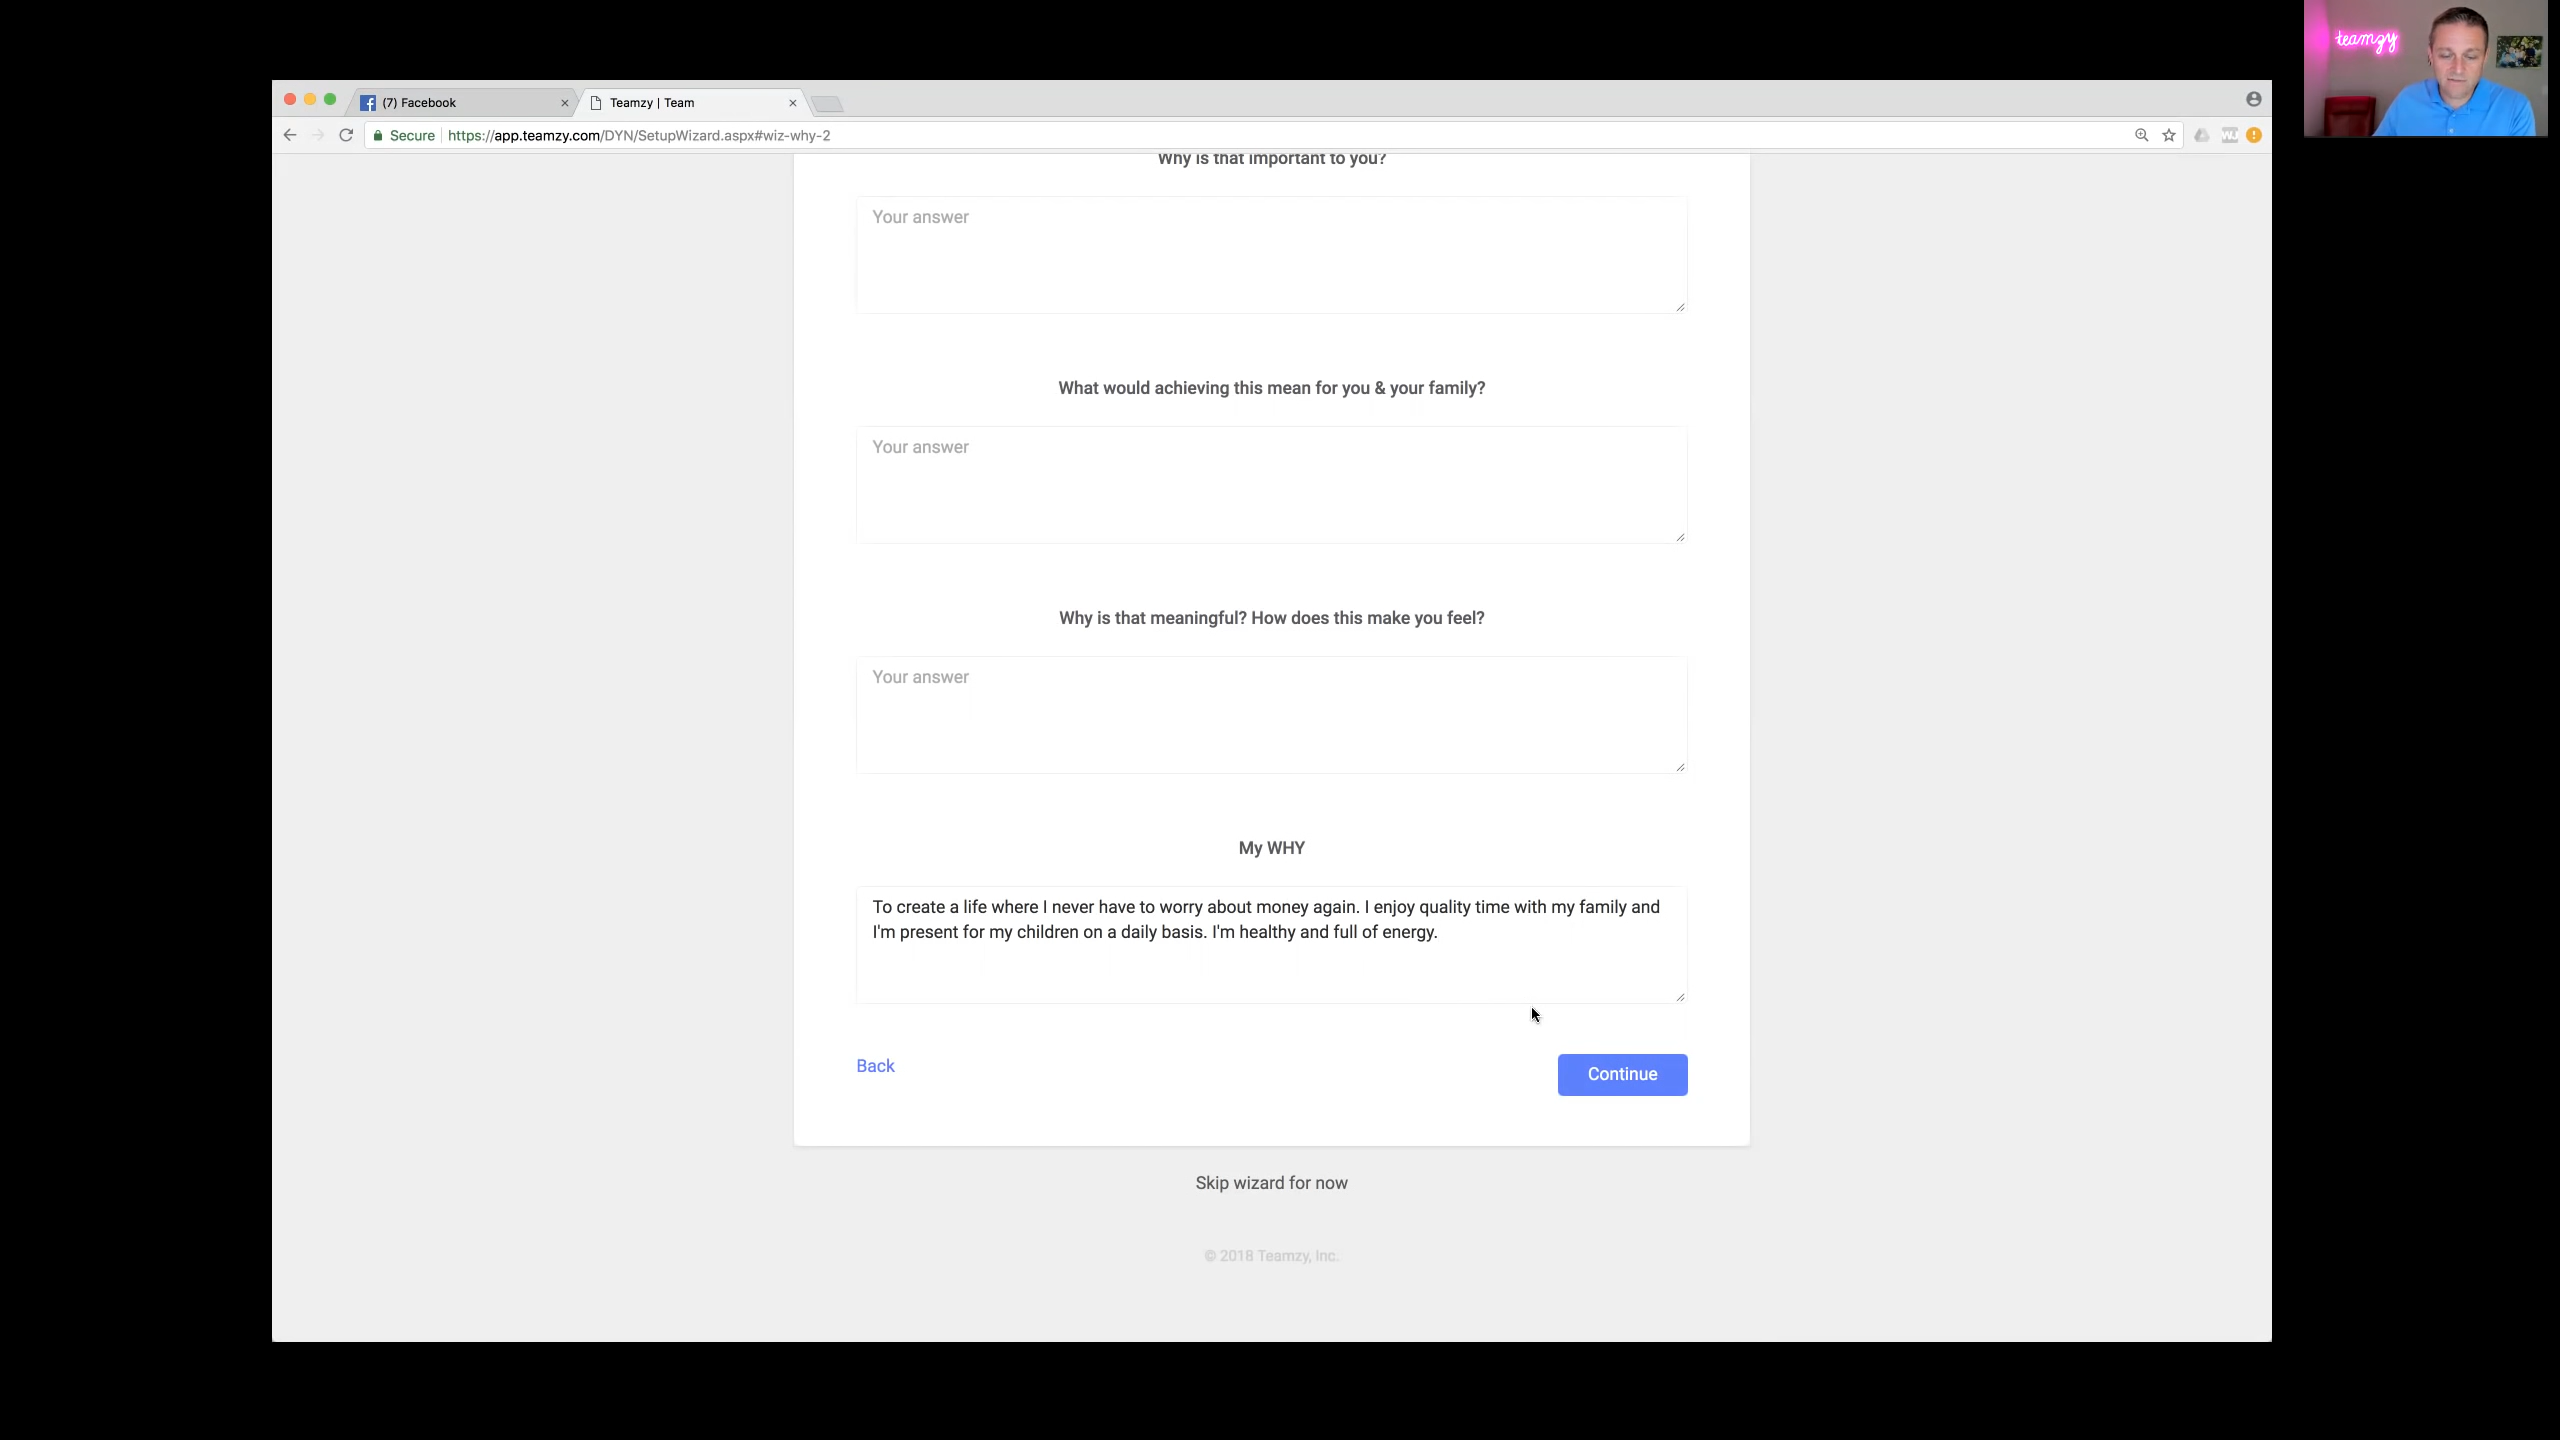 teamzy
(7) Facebook
Teamzy | Team
Secure
https://app.teamzy.com/DYN/SetupWizard.aspx#wiz-why-2
Why is that important to you?
Your answer
What would achieving this mean for you & your family?
Your answer
Why is that meaningful? How does this make you feel?
Your answer
My WHY
To create a life where I never have to worry about money again. I enjoy quality time with my family and
I'm present for my children on a daily basis. I'm healthy and full of energy.
Back
Continue
Skip wizard for now
© 2018 Teamzy, Inc.